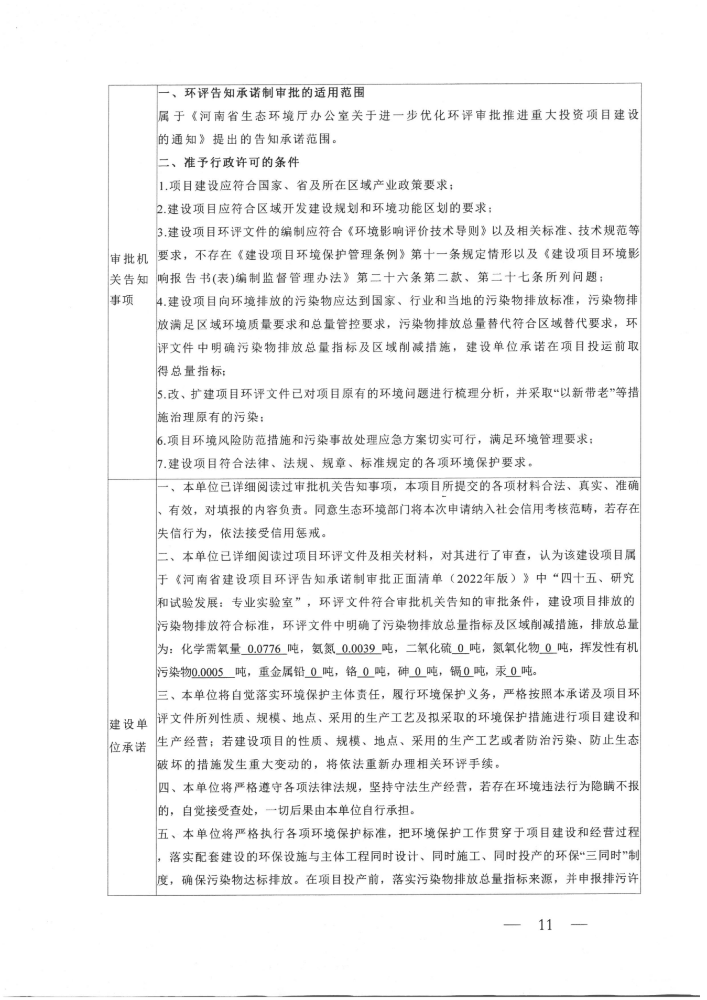 一、环评告知承诺制审批的适用范围
属于《河南省生态环境厅办公室关于进一步优化环评审批推进重大投资项目建设
的通知》提出的告知承诺范围。
二、准予行政许可的条件
1.项目建设应符合国家、省及所在区域产业政策要求；
2.建设项目应符合区域开发建设规划和环境功能区划的要求；
3.建设项目环评文件的编制应符合《环境影响评价技术导则》以及相关标准、技术规范等
要求，不存在《建设项目环境保护管理条例》第十一条规定情形以及《建设项目环境影
响报告书(表)编制监督管理办法》第二十六条第二款、第二十七条所列问题；
4.建设项目向环境排放的污染物应达到国家、行业和当地的污染物排放标准，污染物排
放满足区域环境质量要求和总量管控要求，污染物排放总量替代符合区域替代要求，环
评文件中明确污染物排放总量指标及区域削减措施，建设单位承诺在项目投运前取
得总量指标;
5.改、扩建项目环评文件已对项目原有的环境问题进行梳理分析，并采取“以新带老”等措
施治理原有的污染；
6.项目环境风险防范措施和污染事故处理应急方案切实可行，满足环境管理要求；
7.建设项目符合法律、法规、规章、标准规定的各项环境保护要求。
审批机
关告知
事项
一、本单位已详细阅读过审批机关告知事项，本项目所提交的各项材料合法、真实、准确
、有效，对填报的内容负责。同意生态环境部门将本次申请纳入社会信用考核范畴，若存在
失信行为，依法接受信用惩戒。
二、本单位已详细阅读过项目环评文件及相关材料，对其进行了审查，认为该建设项目属
于《河南省建设项目环评告知承诺制审批正面清单（2022年版）》中“四十五、研究
和试验发展：专业实验室”，环评文件符合审批机关告知的审批条件，建设项目排放的
污染物排放符合标准，环评文件中明确了污染物排放总量指标及区域削减措施，排放总量
为：化学需氧量 0.0776 吨，氨氮 0.0039 吨，二氧化硫 0 吨，氮氧化物 0 吨，挥发性有机
污染物0.0005 吨，重金属铅 0 吨，铬 0 吨，砷 0 吨，镉0 吨，汞 0 吨。
三、本单位将自觉落实环境保护主体责任，履行环境保护义务，严格按照本承诺及项目环
评文件所列性质、规模、地点、采用的生产工艺及拟采取的环境保护措施进行项目建设和
生产经营；若建设项目的性质、规模、地点、采用的生产工艺或者防治污染、防止生态
破坏的措施发生重大变动的，将依法重新办理相关环评手续。
四、本单位将严格遵守各项法律法规，坚持守法生产经营，若存在环境违法行为隐瞒不报
的，自觉接受查处，一切后果由本单位自行承担。
五、本单位将严格执行各项环境保护标准，把环境保护工作贯穿于项目建设和经营过程
，落实配套建设的环保设施与主体工程同时设计、同时施工、同时投产的环保“三同时”制
度，确保污染物达标排放。在项目投产前，落实污染物排放总量指标来源，并申报排污许
建设单
位承诺
— 11 —